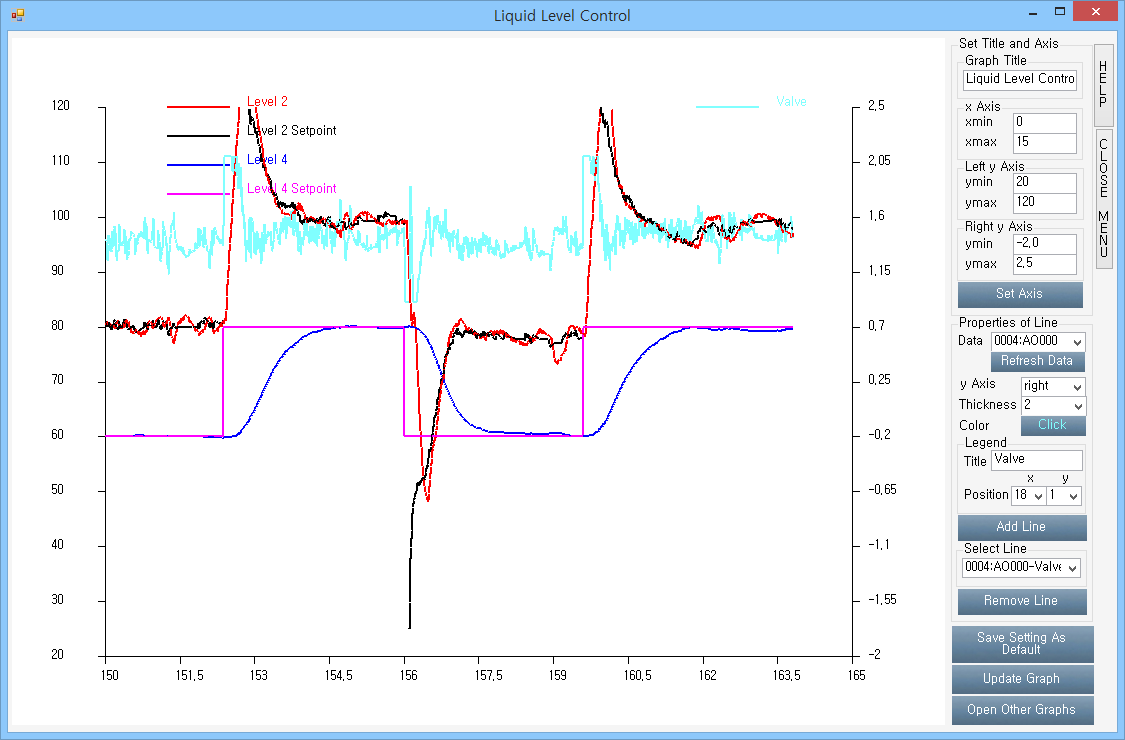 Liquid Level Control
120
110
100
90
80
70
60
50
40
30
20
Level 2
Level 2 Setpoint
Level 4
Level 4 Setpoint
Valve
2,5
2,05
1,6
1,15
0,7
0,25
-0,2
-0,65
-1,1
-1,55
-2
150
151,5
153
154,5
156
157,5
159
160,5
162
163,5
165
Set Title and Axis
Graph Title
Liquid Level Contro
x Axis
xmin 0
xmax 15
Left y Axis
ymin 20
ymax 120
Right y Axis
ymin -2,0
ymax 2,5
Set Axis
Properties of Line
Data 0004:AO000
Refresh Data
y Axis right
Thickness 2
Color Click
Legend
Title Valve
x y
Position 18 1
Add Line
Select Line
0004:AO000-Valve
Remove Line
Save Setting As
Default
Update Graph
Open Other Graphs
HELP
CLOSE MENU